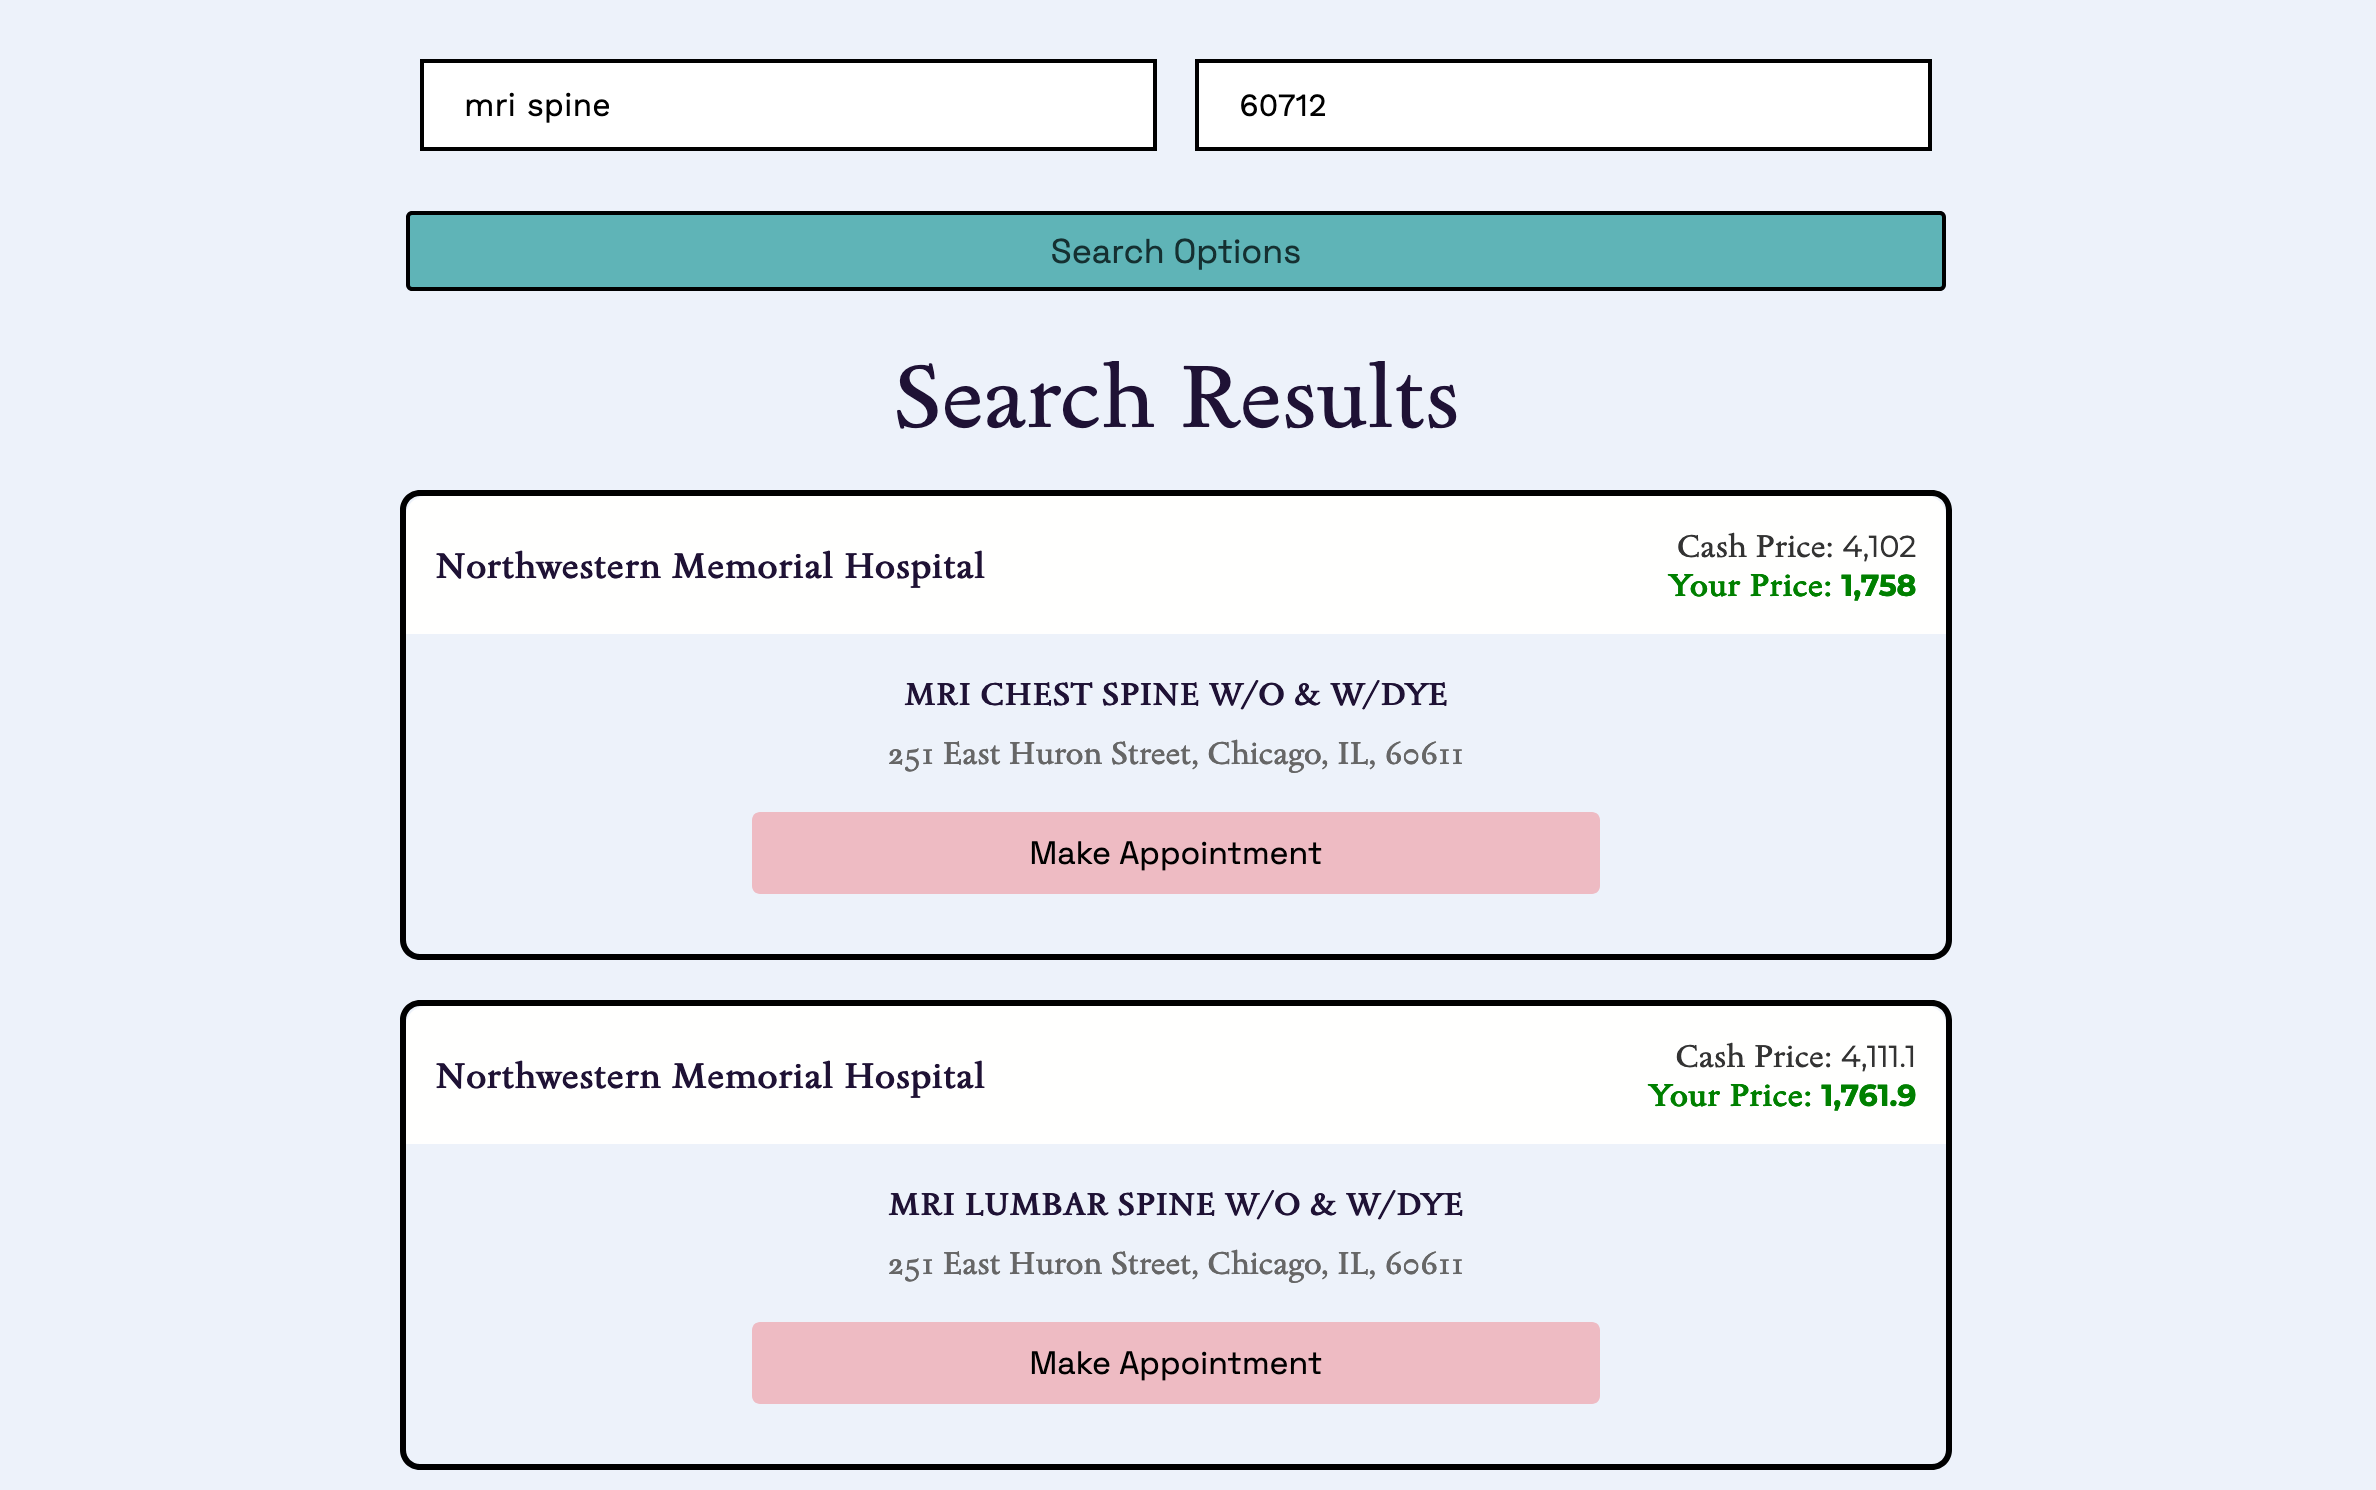 mri spine
60712
Search Options
Search Results
Northwestern Memorial Hospital
Cash Price: 4,102
Your Price: 1,758
MRI CHEST SPINE W/O & W/DYE
251 East Huron Street, Chicago, IL, 60611
Make Appointment
Northwestern Memorial Hospital
Cash Price: 4,111.1
Your Price: 1,761.9
MRI LUMBAR SPINE W/O & W/DYE
251 East Huron Street, Chicago, IL, 60611
Make Appointment